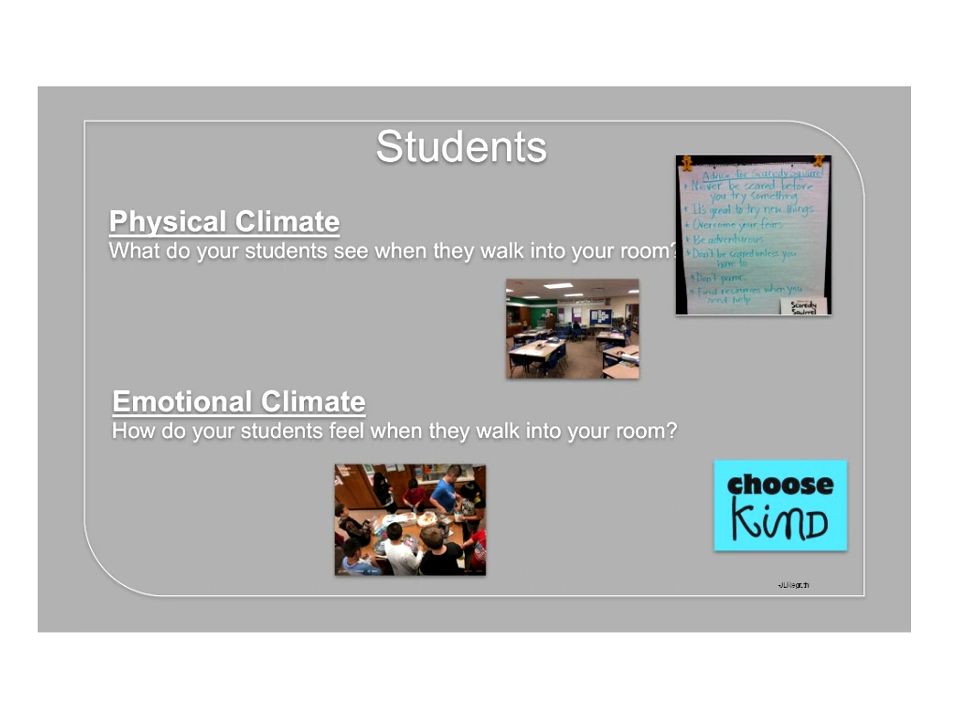 Students
Physical Climate
What do your students see when they walk into your room?
Advice for Scaredy Squirrel
Never be scared before
you try something
It's great to try new things
Overcome your fears
Be adventurous
Don't be scared unless you
have to
Don't panic
Find resources when you
need help
Scaredy
Squirrel
Emotional Climate
How do your students feel when they walk into your room?
choose
kind